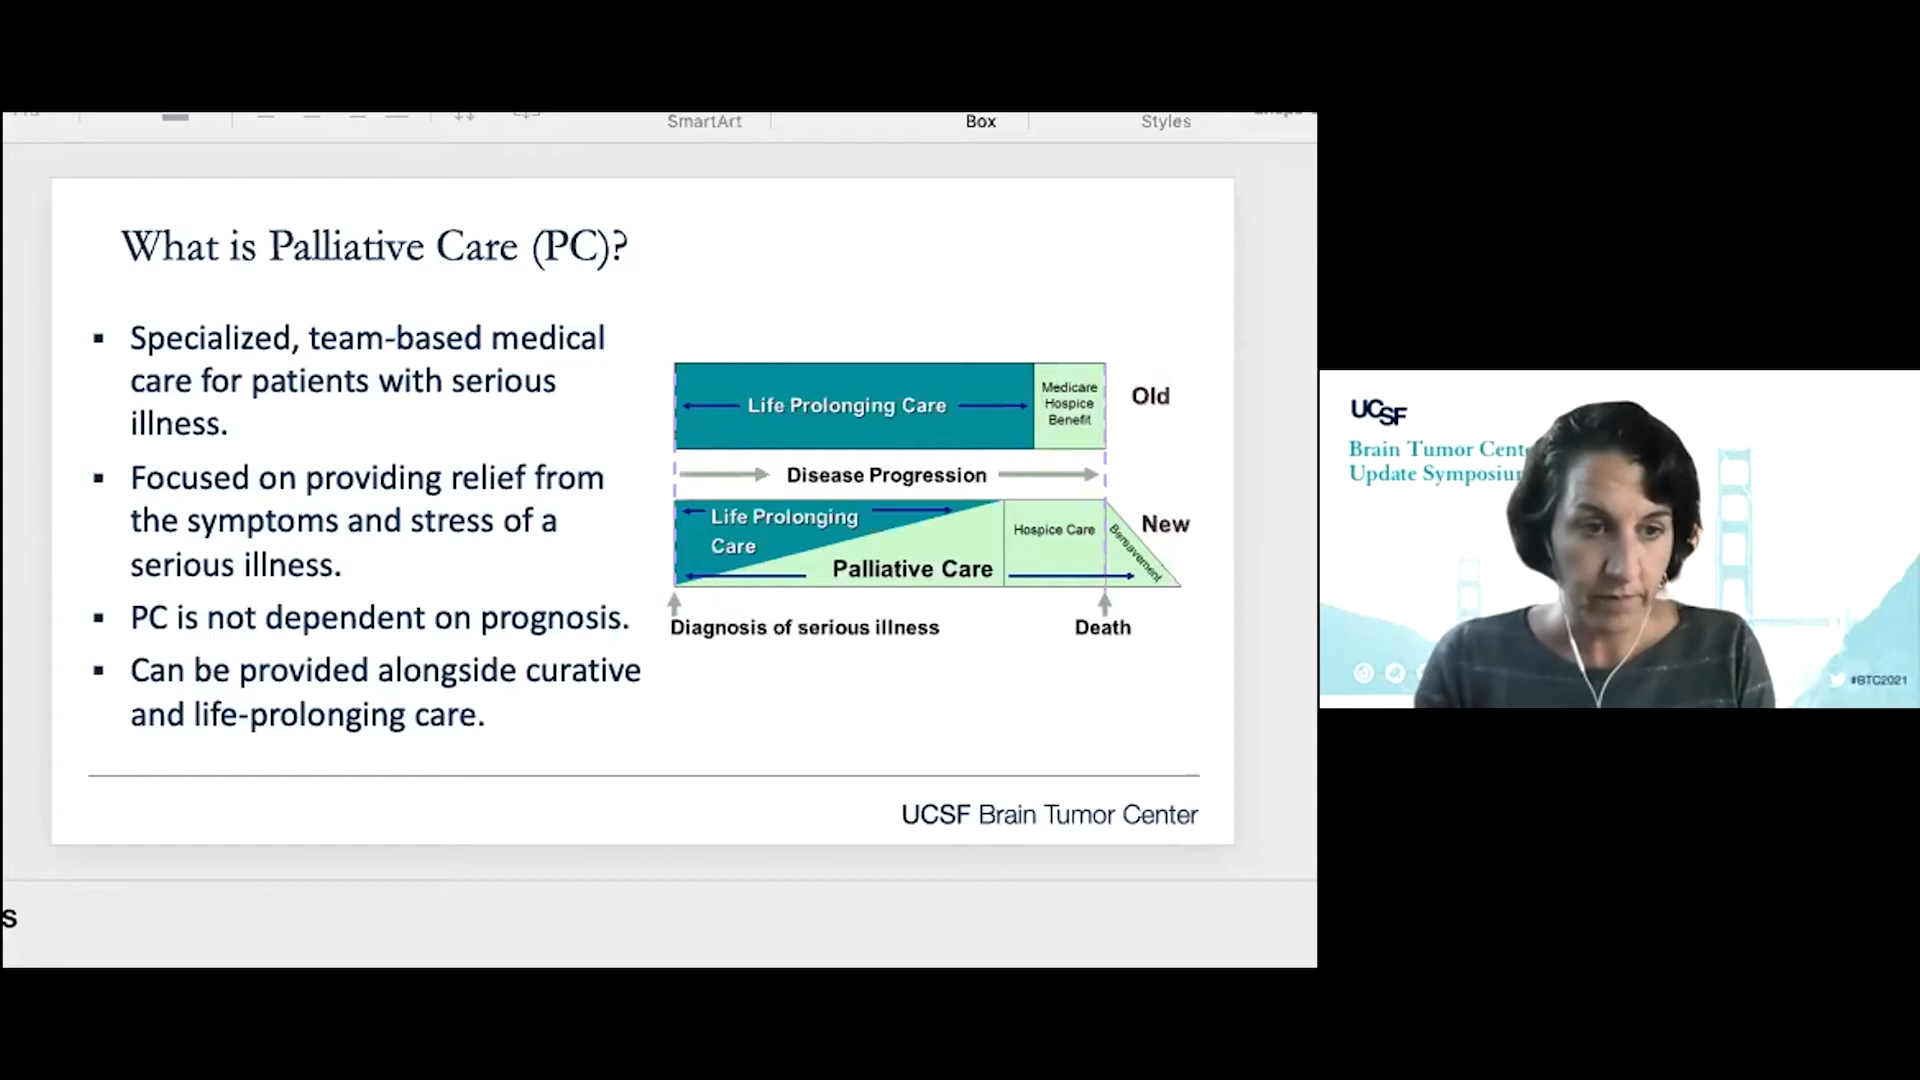 SmartArt
Box
Styles
What is Palliative Care (PC)?
▪ Specialized, team-based medical
care for patients with serious
illness.
▪ Focused on providing relief from
the symptoms and stress of a
serious illness.
▪ PC is not dependent on prognosis.
▪ Can be provided alongside curative
and life-prolonging care.
Life Prolonging Care
Medicare
Hospice
Benefit
Old
Disease Progression
Life Prolonging
Care
Palliative Care
Hospice Care
Bereavement
New
Diagnosis of serious illness
Death
UCSF Brain Tumor Center
s
UCSF
Brain Tumor Cente
Update Symposium
#BTC2021